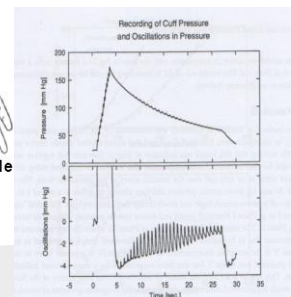 Recording of Cuff Pressure
and Oscillations in Pressure
200
150
100
50
0
Pressure [mm Hg]
le
4
2
0
-2
-4
Oscillations [mm Hg]
-5 0 5 10 15 20 25 30 35
Time [sec.]